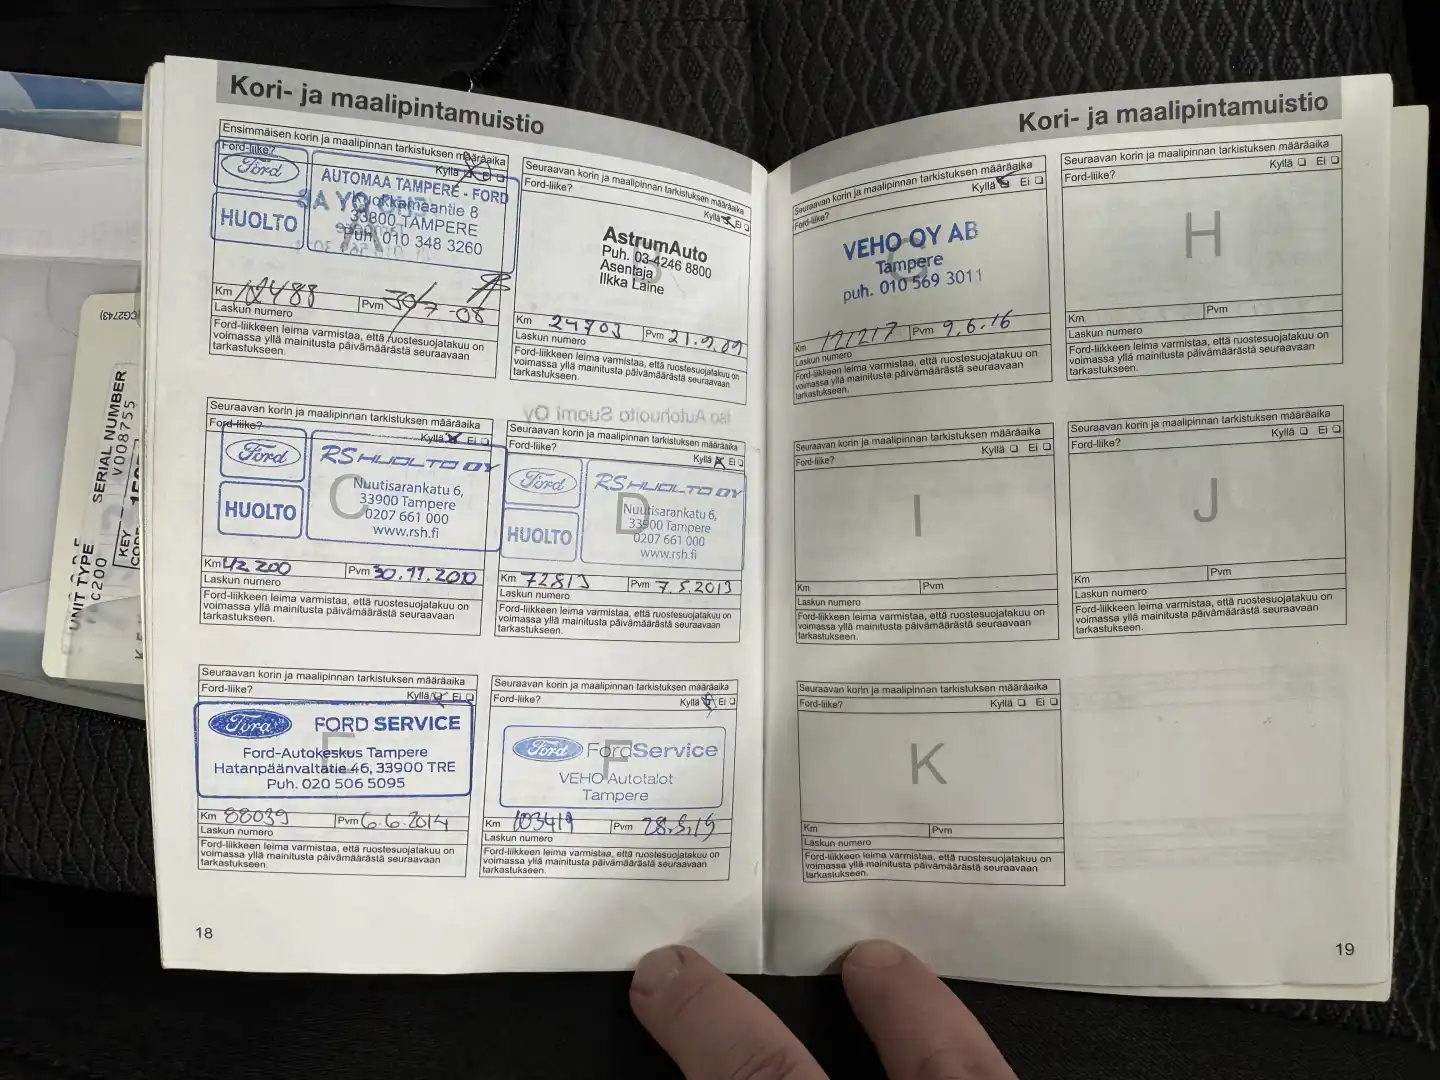 Kori- ja maalipintamuistio
Ensimmäisen korin ja maalipinnan tarkistuksen määräaika
Ford-liike?
Kyllä Ei
Ford
HUOLTO
AUTOMAA TAMPERE - FORD
Kuokkamaantie 8
33800 TAMPERE
Puh. 010 348 3260
A
Km 12488
Pvm 30/7 -08
Laskun numero
Ford-liikkeen leima varmistaa, että ruostesuojatakuu on
voimassa yllä mainitusta päivämäärästä seuraavaan
tarkastukseen.
Seuraavan korin ja maalipinnan tarkistuksen määräaika
Ford-liike?
Kyllä Ei
B
AstrumAuto
Puh. 03-4246 8800
Asentaja
Ilkka Laine
Km 24703
Pvm 21.9.09
Laskun numero
Ford-liikkeen leima varmistaa, että ruostesuojatakuu on
voimassa yllä mainitusta päivämäärästä seuraavaan
tarkastukseen.
Seuraavan korin ja maalipinnan tarkistuksen määräaika
Ford-liike?
Kyllä Ei
Ford
HUOLTO
C
RS HUOLTO OY
Nuutisarankatu 6,
33900 Tampere
0207 661 000
www.rsh.fi
Km 42 200
Pvm 30.11.2010
Laskun numero
Ford-liikkeen leima varmistaa, että ruostesuojatakuu on
voimassa yllä mainitusta päivämäärästä seuraavaan
tarkastukseen.
Seuraavan korin ja maalipinnan tarkistuksen määräaika
Ford-liike?
Kyllä Ei
Ford
HUOLTO
D
RS HUOLTO OY
Nuutisarankatu 6,
33900 Tampere
0207 661 000
www.rsh.fi
Km 72813
Pvm 7.5.2013
Laskun numero
Ford-liikkeen leima varmistaa, että ruostesuojatakuu on
voimassa yllä mainitusta päivämäärästä seuraavaan
tarkastukseen.
Seuraavan korin ja maalipinnan tarkistuksen määräaika
Ford-liike?
Kyllä Ei
Ford FORD SERVICE
E
Ford-Autokeskus Tampere
Hatanpäänvaltatie 46, 33900 TRE
Puh. 020 506 5095
Km 88039
Pvm 6.6.2014
Laskun numero
Ford-liikkeen leima varmistaa, että ruostesuojatakuu on
voimassa yllä mainitusta päivämäärästä seuraavaan
tarkastukseen.
Seuraavan korin ja maalipinnan tarkistuksen määräaika
Ford-liike?
Kyllä Ei
Ford FordService
F
VEHO Autotalot
Tampere
Km 103419
Pvm 28.5.15
Laskun numero
Ford-liikkeen leima varmistaa, että ruostesuojatakuu on
voimassa yllä mainitusta päivämäärästä seuraavaan
tarkastukseen.
18
Kori- ja maalipintamuistio
Seuraavan korin ja maalipinnan tarkistuksen määräaika
Ford-liike?
Kyllä Ei
G
VEHO OY AB
Tampere
puh. 010 569 3011
Km
Pvm 9.6.16
Laskun numero
Ford-liikkeen leima varmistaa, että ruostesuojatakuu on
voimassa yllä mainitusta päivämäärästä seuraavaan
tarkastukseen.
Seuraavan korin ja maalipinnan tarkistuksen määräaika
Ford-liike?
Kyllä Ei
H
Km
Pvm
Laskun numero
Ford-liikkeen leima varmistaa, että ruostesuojatakuu on
voimassa yllä mainitusta päivämäärästä seuraavaan
tarkastukseen.
Seuraavan korin ja maalipinnan tarkistuksen määräaika
Ford-liike?
Kyllä Ei
I
Km
Pvm
Laskun numero
Ford-liikkeen leima varmistaa, että ruostesuojatakuu on
voimassa yllä mainitusta päivämäärästä seuraavaan
tarkastukseen.
Seuraavan korin ja maalipinnan tarkistuksen määräaika
Ford-liike?
Kyllä Ei
J
Km
Pvm
Laskun numero
Ford-liikkeen leima varmistaa, että ruostesuojatakuu on
voimassa yllä mainitusta päivämäärästä seuraavaan
tarkastukseen.
Seuraavan korin ja maalipinnan tarkistuksen määräaika
Ford-liike?
Kyllä Ei
K
Km
Pvm
Laskun numero
Ford-liikkeen leima varmistaa, että ruostesuojatakuu on
voimassa yllä mainitusta päivämäärästä seuraavaan
tarkastukseen.
19
SERIAL NUMBER
V008755
UNIT TYPE
C200
KEY